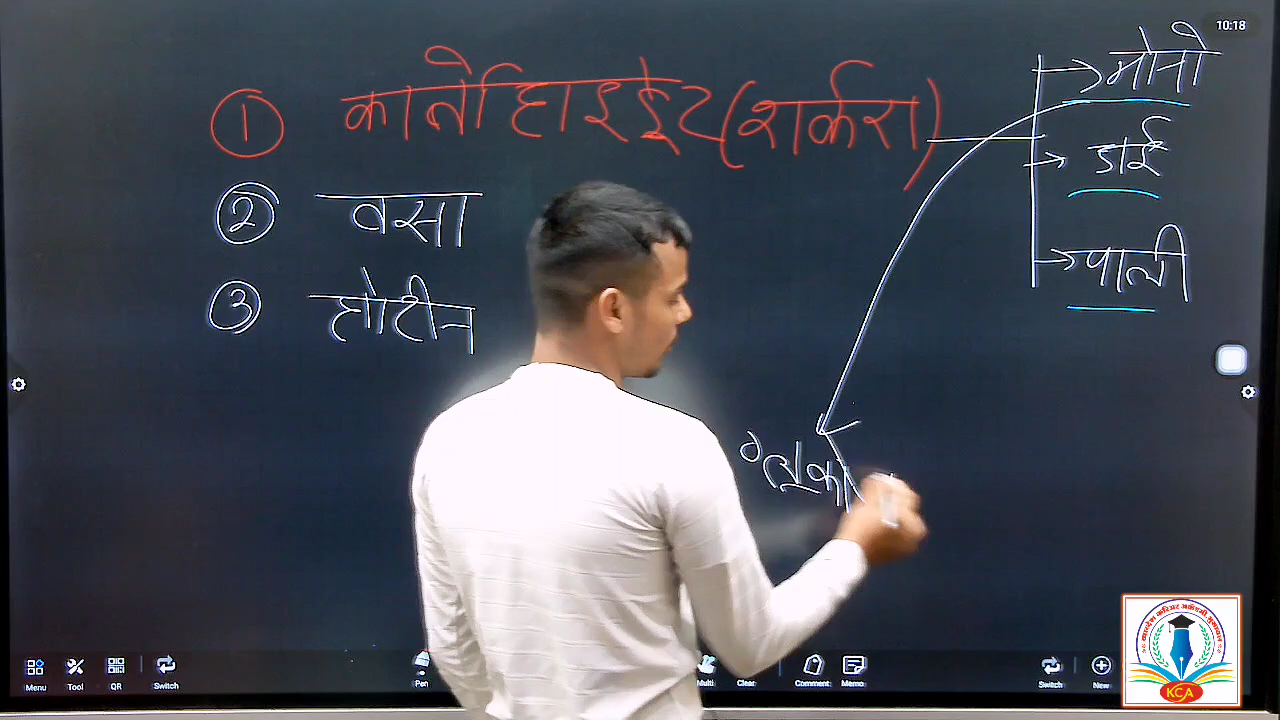 10:18
① कार्बोहाइड्रेट (शर्करा)
→ मोनो
→ डाई
→ पाली
② वसा
③ प्रोटीन
ग्लूको
Menu Tool QR Switch Pen Multi Clear Comment Memo Switch New
KCA